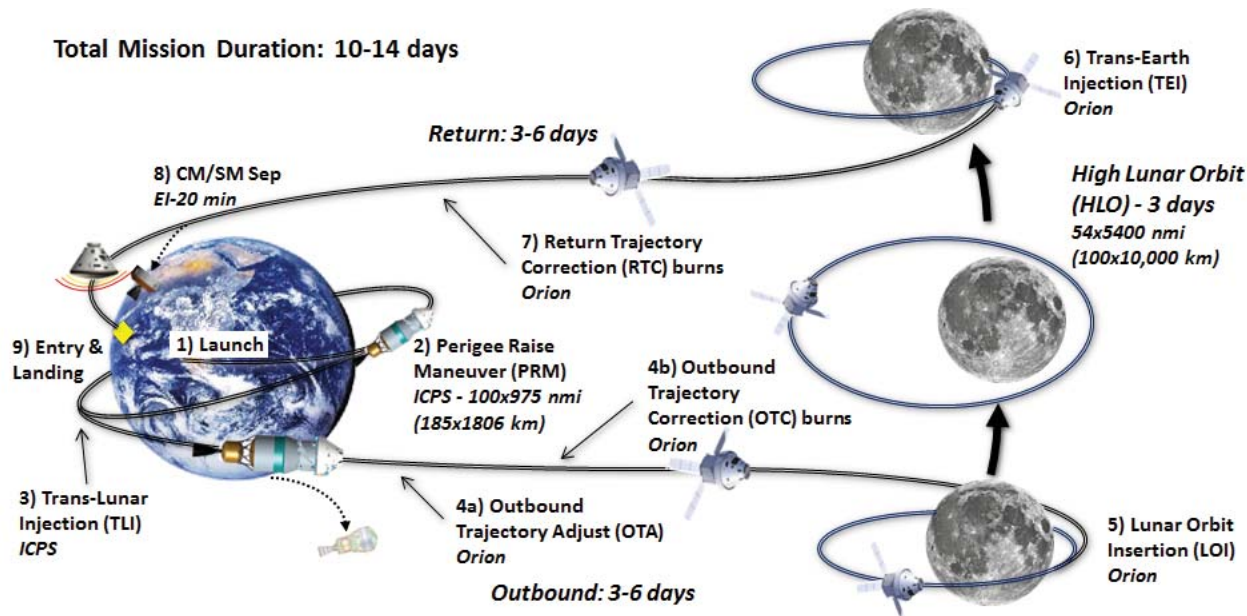 Total Mission Duration: 10-14 days
6) Trans-Earth
Injection (TEI)
Orion
Return: 3-6 days
8) CM/SM Sep
EI-20 min
High Lunar Orbit
(HLO) - 3 days
54x5400 nmi
(100x10,000 km)
7) Return Trajectory
Correction (RTC) burns
Orion
1) Launch
9) Entry &
Landing
2) Perigee Raise
Maneuver (PRM)
ICPS - 100x975 nmi
(185x1806 km)
4b) Outbound
Trajectory
Correction (OTC) burns
Orion
3) Trans-Lunar
Injection (TLI)
ICPS
4a) Outbound
Trajectory Adjust (OTA)
Orion
5) Lunar Orbit
Insertion (LOI)
Orion
Outbound: 3-6 days